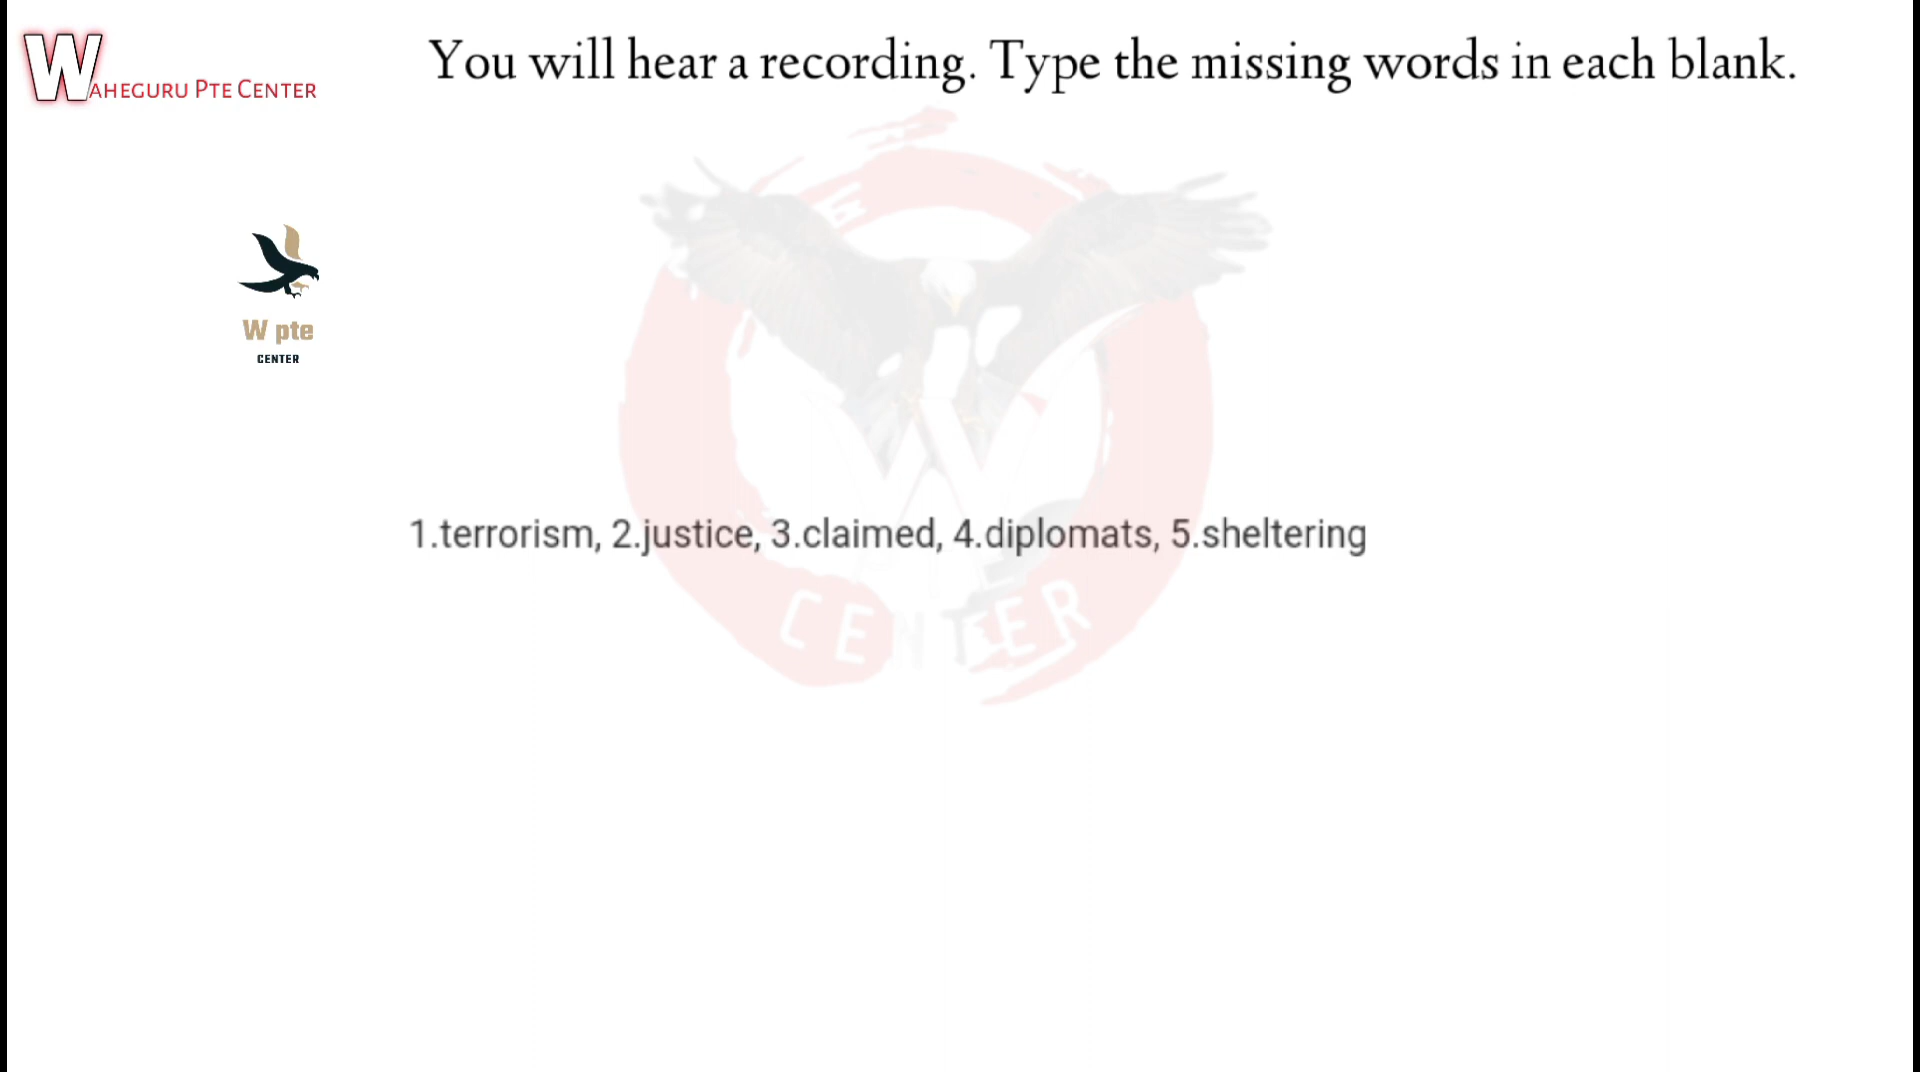 WAHEGURU PTE CENTER
You will hear a recording. Type the missing words in each blank.
W pte
CENTER
1.terrorism, 2.justice, 3.claimed, 4.diplomats, 5.sheltering
CENTER